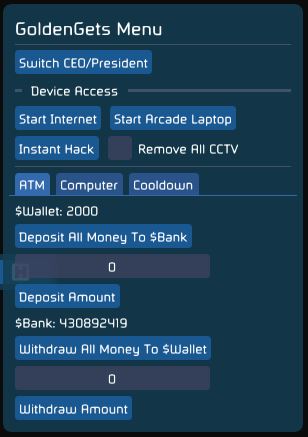 GoldenGets Menu
Switch CEO/President
Device Access
Start Internet Start Arcade Laptop
Instant Hack Remove All CCTV
ATM Computer Cooldown
$Wallet: 2000
Deposit All Money To $Bank
0
Deposit Amount
$Bank: 430892419
Withdraw All Money To $Wallet
0
Withdraw Amount